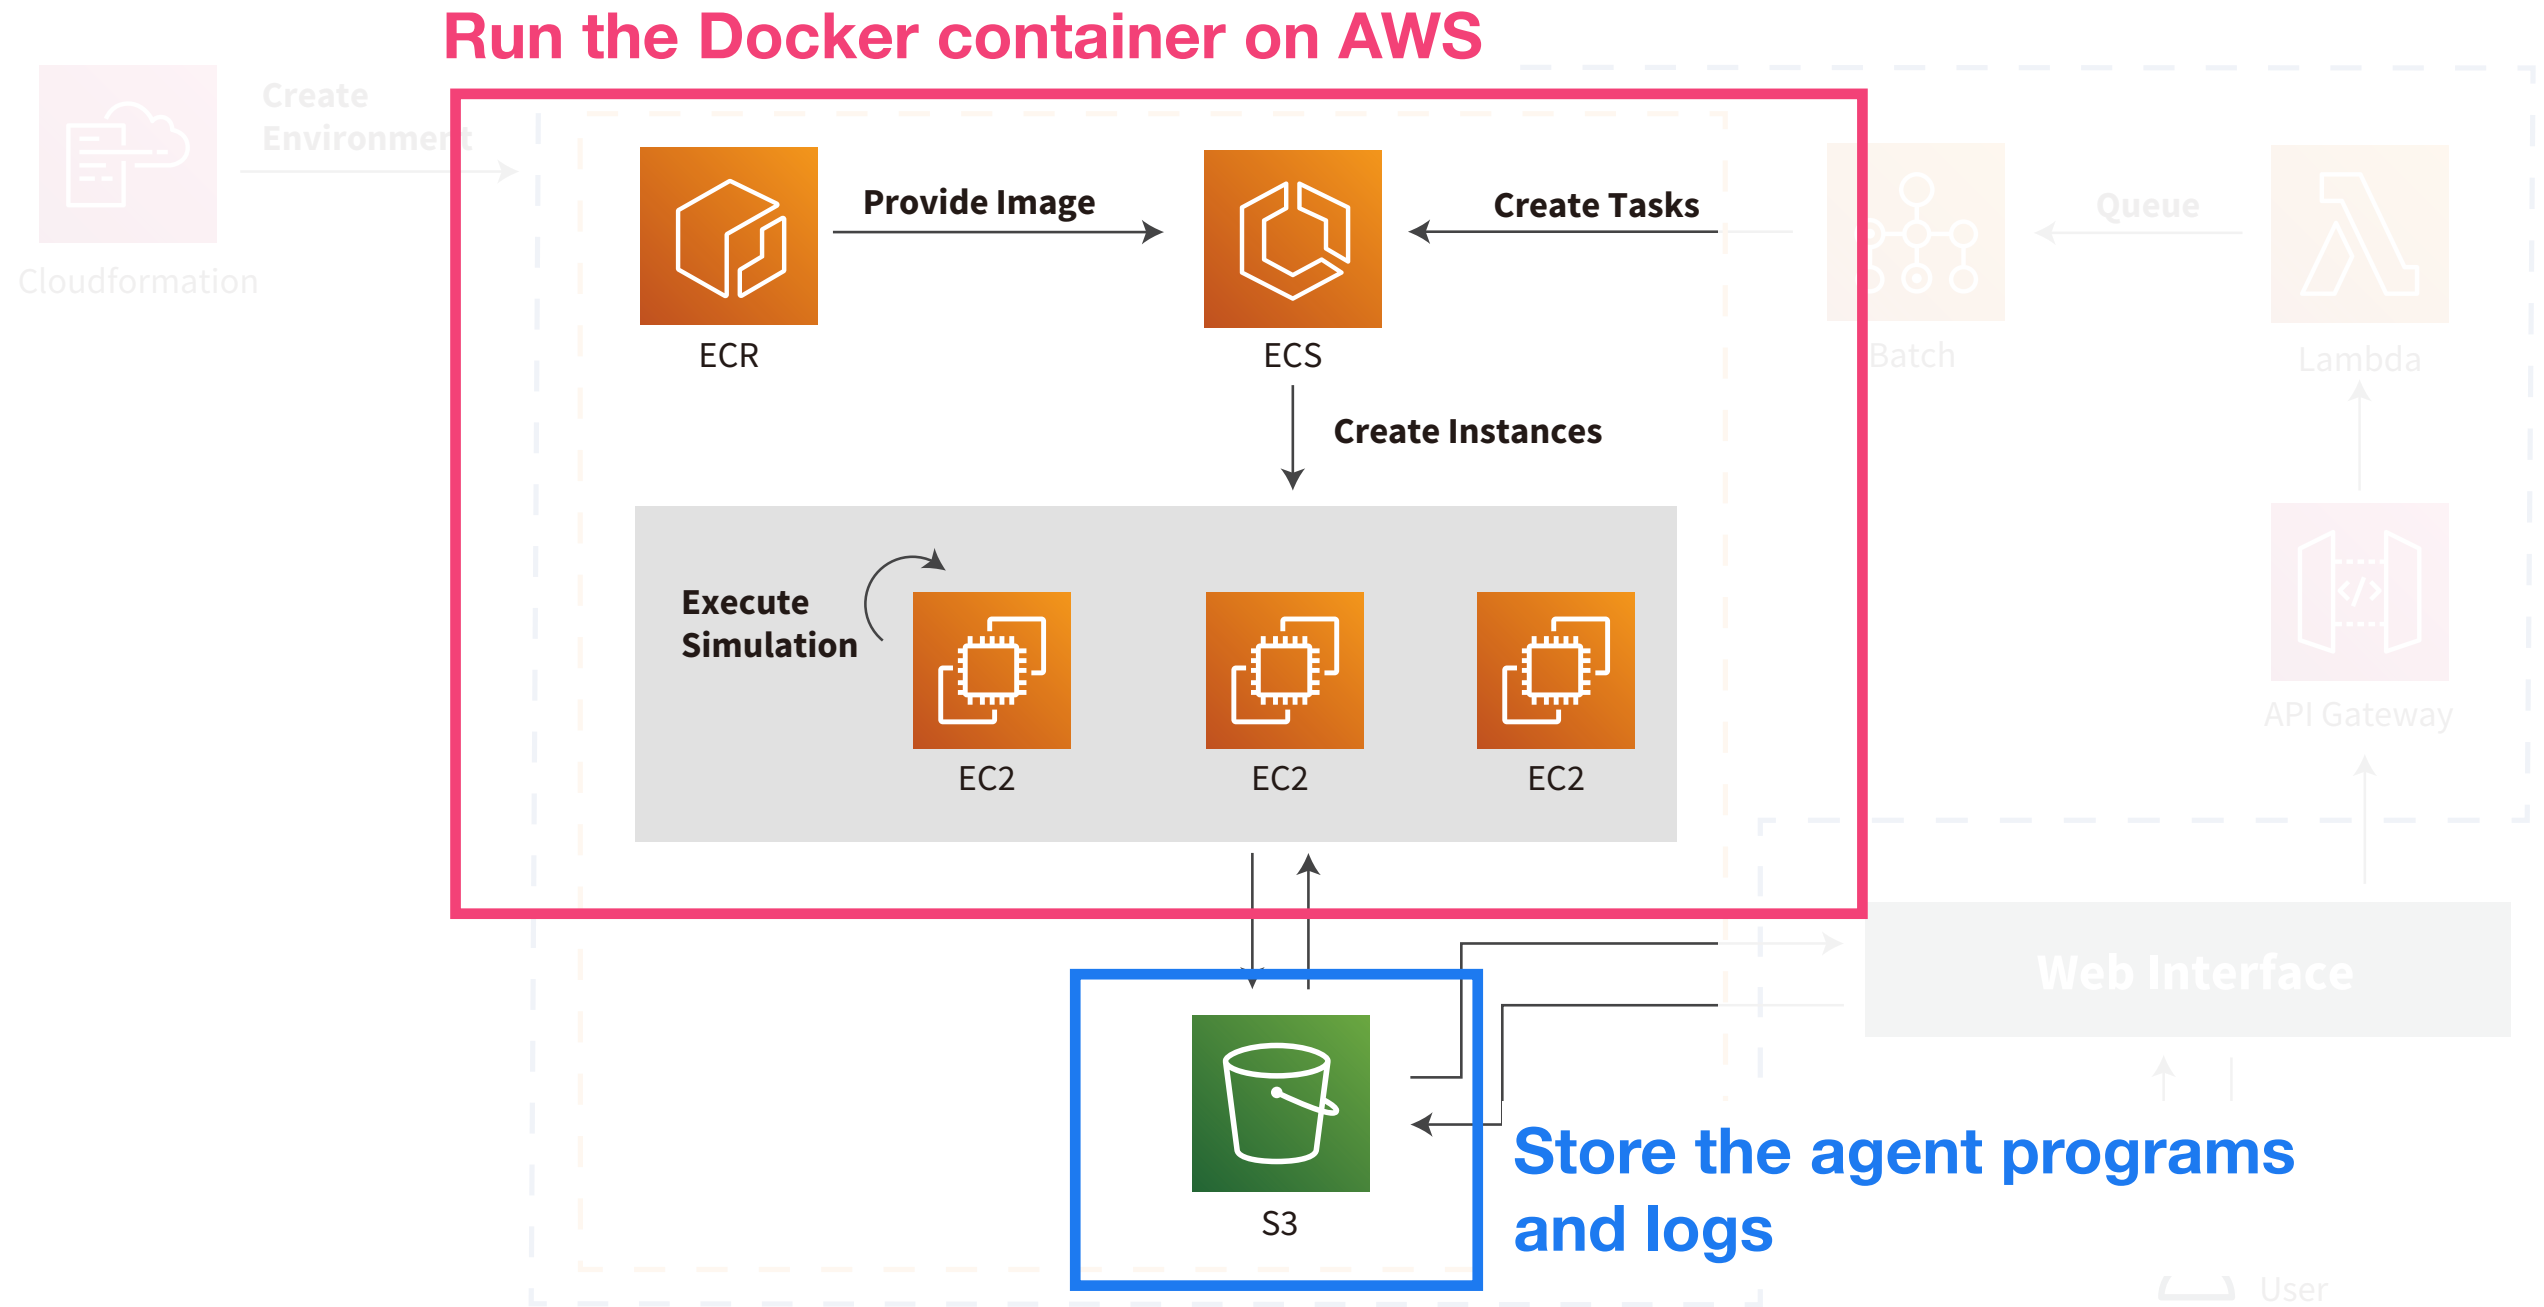 Run the Docker container on AWS
Create
Environment
Cloudformation
Provide Image
Create Tasks
Queue
ECR
ECS
Batch
Lambda
Create Instances
Execute
Simulation
</>
EC2
EC2
EC2
API Gateway
Web Interface
S3
Store the agent programs
and logs
User